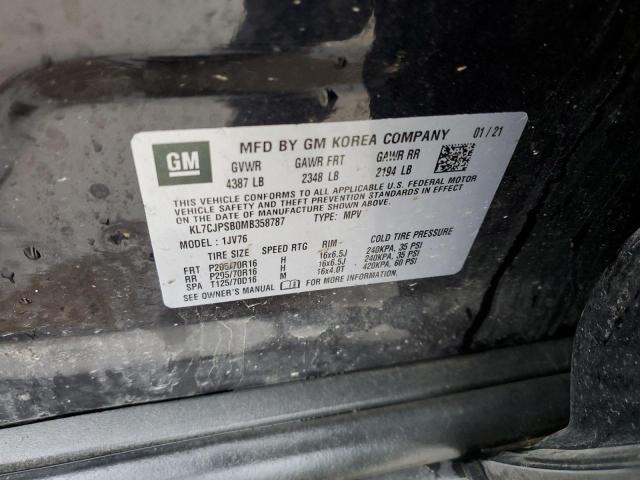 GM
MFD BY GM KOREA COMPANY 01/21
GVWR GAWR FRT GAWR RR
4387 LB 2348 LB 2194 LB
THIS VEHICLE CONFORMS TO ALL APPLICABLE U.S. FEDERAL MOTOR
VEHICLE SAFETY AND THEFT PREVENTION STANDARDS IN EFFECT
ON THE DATE OF MANUFACTURE SHOWN ABOVE.
KL7CJPSB0MB358787 TYPE: MPV
MODEL: 1JV76
TIRE SIZE SPEED RTG RIM COLD TIRE PRESSURE
FRT P205/70R16 H 16x6.5J 240KPA, 35 PSI
RR P205/70R16 H 16x6.5J 240KPA, 35 PSI
SPA T125/70D16 M 16x4.0T 420KPA, 60 PSI
SEE OWNER'S MANUAL FOR MORE INFORMATION.